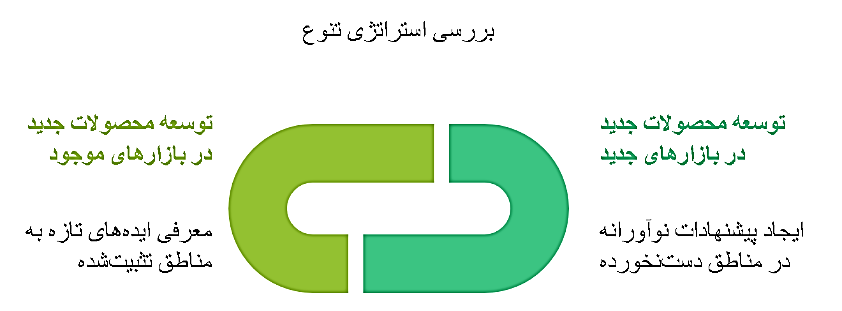 بررسی استراتژی تنوع
توسعه محصولات جدید
در بازارهای جدید
ایجاد پیشنهادات نوآورانه
در مناطق دست‌نخورده
توسعه محصولات جدید
در بازارهای موجود
معرفی ایده‌های تازه به
مناطق تثبیت‌شده